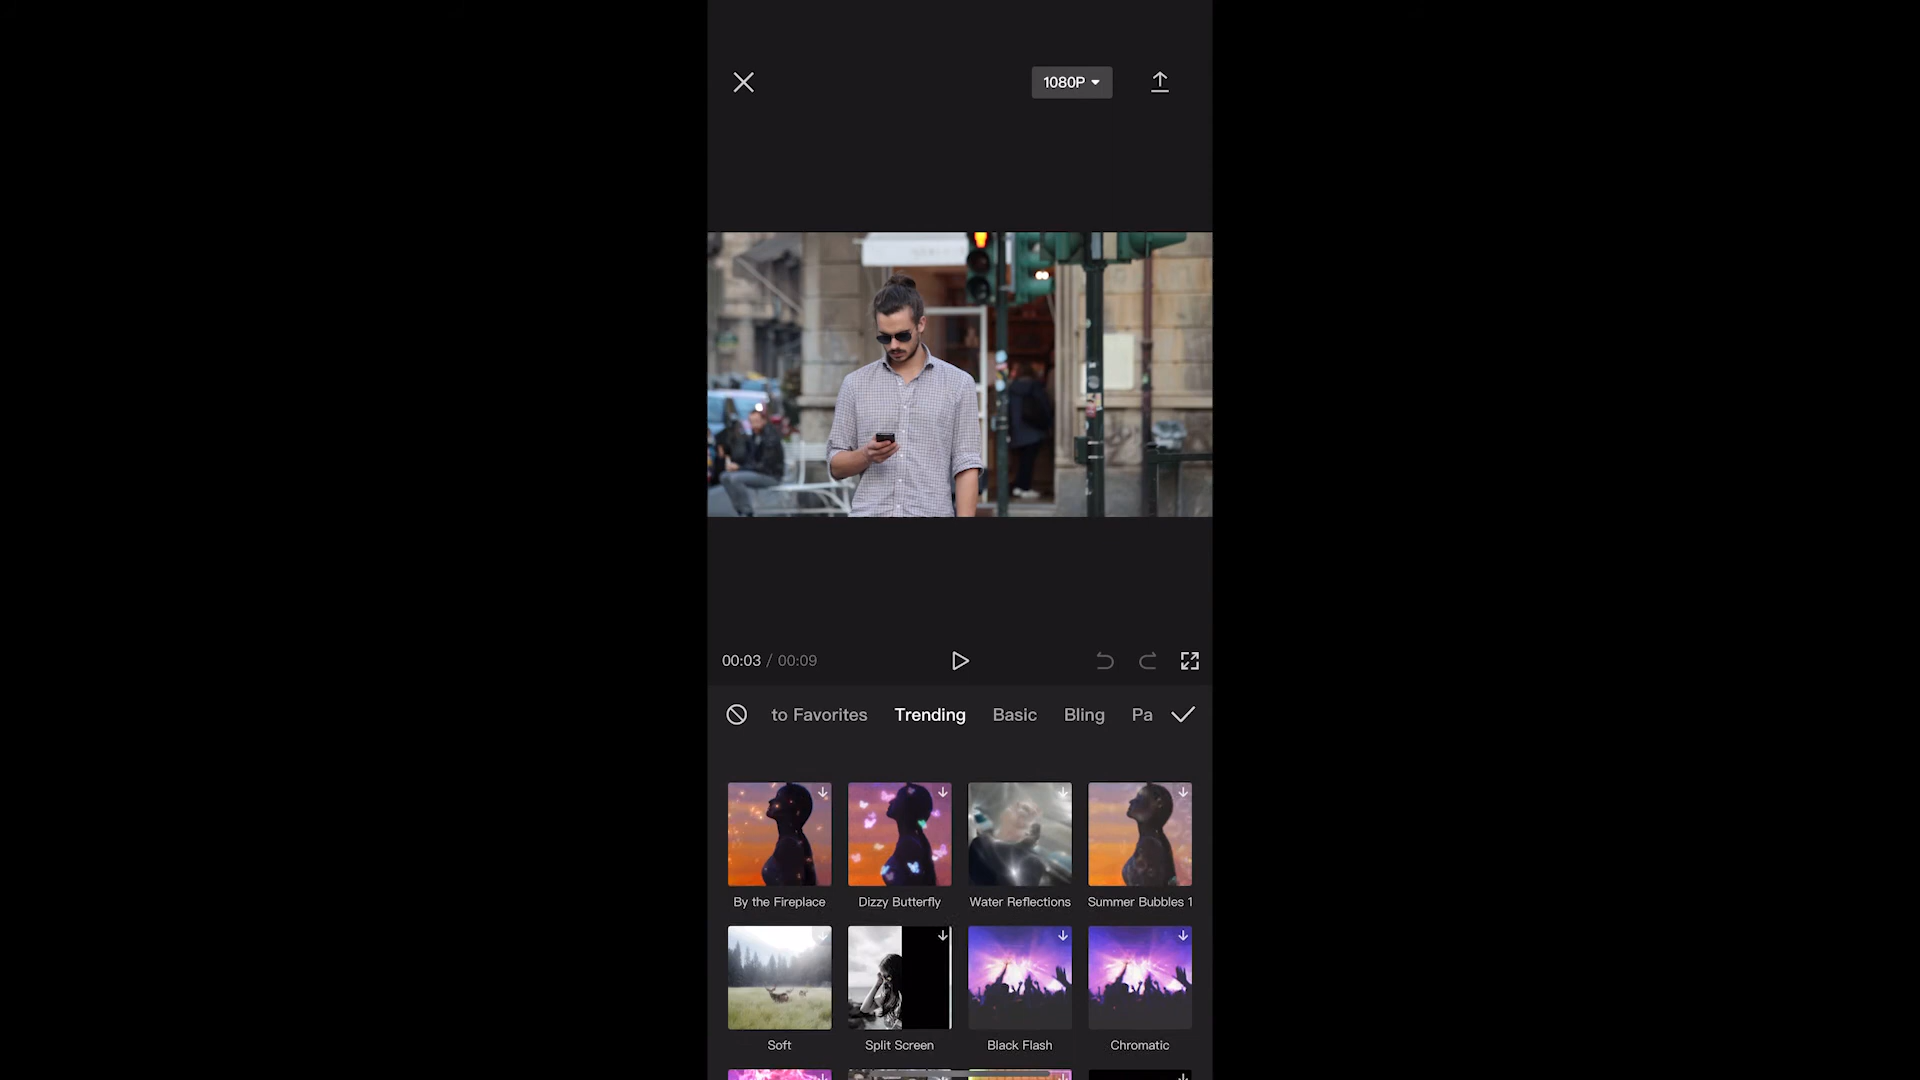 1080P
00:03 / 00:09
to Favorites Trending Basic Bling Pa
By the Fireplace Dizzy Butterfly Water Reflections Summer Bubbles 1
Soft Split Screen Black Flash Chromatic